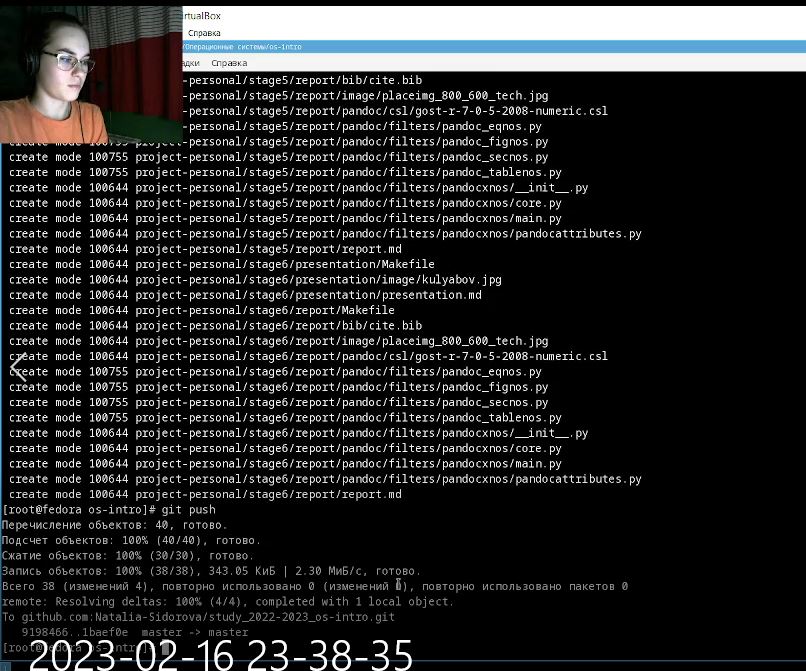 rtualBox
Справка
/Операционные системы/os-intro
адки Справка
-personal/stage5/report/bib/cite.bib
-personal/stage5/report/image/placeimg_800_600_tech.jpg
-personal/stage5/report/pandoc/csl/gost-r-7-0-5-2008-numeric.csl
-personal/stage5/report/pandoc/filters/pandoc_eqnos.py
create mode 100755 project-personal/stage5/report/pandoc/filters/pandoc_fignos.py
create mode 100755 project-personal/stage5/report/pandoc/filters/pandoc_secnos.py
create mode 100755 project-personal/stage5/report/pandoc/filters/pandoc_tablenos.py
create mode 100644 project-personal/stage5/report/pandoc/filters/pandocxnos/__init__.py
create mode 100644 project-personal/stage5/report/pandoc/filters/pandocxnos/core.py
create mode 100644 project-personal/stage5/report/pandoc/filters/pandocxnos/main.py
create mode 100644 project-personal/stage5/report/pandoc/filters/pandocxnos/pandocattributes.py
create mode 100644 project-personal/stage5/report/report.md
create mode 100644 project-personal/stage6/presentation/Makefile
create mode 100644 project-personal/stage6/presentation/image/kulyabov.jpg
create mode 100644 project-personal/stage6/presentation/presentation.md
create mode 100644 project-personal/stage6/report/Makefile
create mode 100644 project-personal/stage6/report/bib/cite.bib
create mode 100644 project-personal/stage6/report/image/placeimg_800_600_tech.jpg
create mode 100644 project-personal/stage6/report/pandoc/csl/gost-r-7-0-5-2008-numeric.csl
create mode 100755 project-personal/stage6/report/pandoc/filters/pandoc_eqnos.py
create mode 100755 project-personal/stage6/report/pandoc/filters/pandoc_fignos.py
create mode 100755 project-personal/stage6/report/pandoc/filters/pandoc_secnos.py
create mode 100755 project-personal/stage6/report/pandoc/filters/pandoc_tablenos.py
create mode 100644 project-personal/stage6/report/pandoc/filters/pandocxnos/__init__.py
create mode 100644 project-personal/stage6/report/pandoc/filters/pandocxnos/core.py
create mode 100644 project-personal/stage6/report/pandoc/filters/pandocxnos/main.py
create mode 100644 project-personal/stage6/report/pandoc/filters/pandocxnos/pandocattributes.py
create mode 100644 project-personal/stage6/report/report.md
[root@fedora os-intro]# git push
Перечисление объектов: 40, готово.
Подсчет объектов: 100% (40/40), готово.
Сжатие объектов: 100% (30/30), готово.
Запись объектов: 100% (38/38), 343.05 КиБ | 2.30 МиБ/с, готово.
Всего 38 (изменений 4), повторно использовано 0 (изменений 0), повторно использовано пакетов 0
remote: Resolving deltas: 100% (4/4), completed with 1 local object.
To github.com:Natalia-Sidorova/study_2022-2023_os-intro.git
9198466..1baef0e master -> master
[root@fedora os-intro]#
2023-02-16 23-38-35